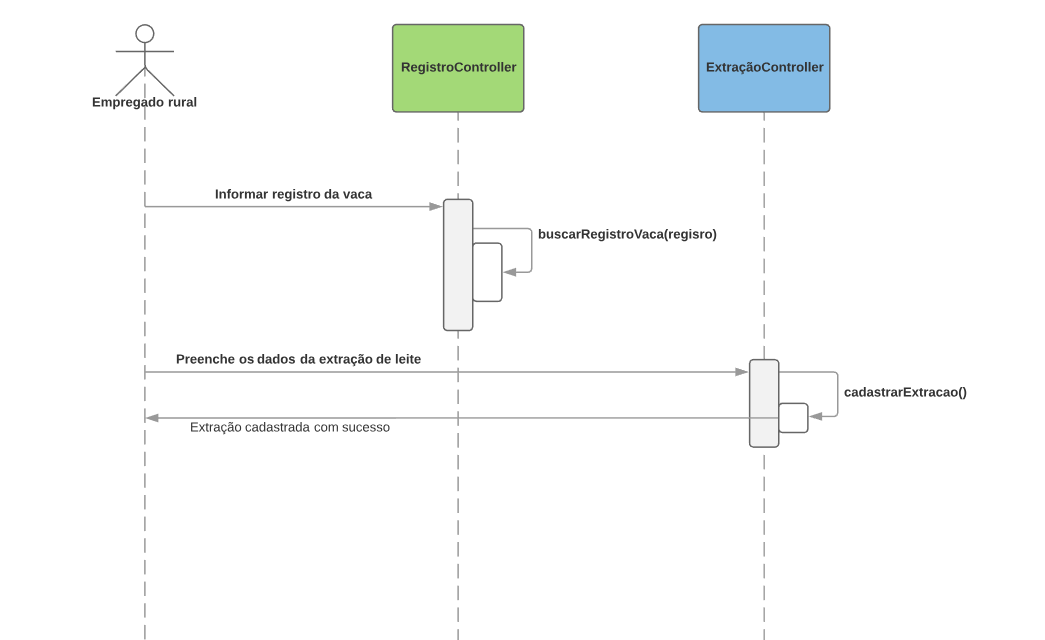 Empregado rural
RegistroController
ExtraçãoController
Informar registro da vaca
buscarRegistroVaca(regisro)
Preenche os dados da extração de leite
cadastrarExtracao()
Extração cadastrada com sucesso